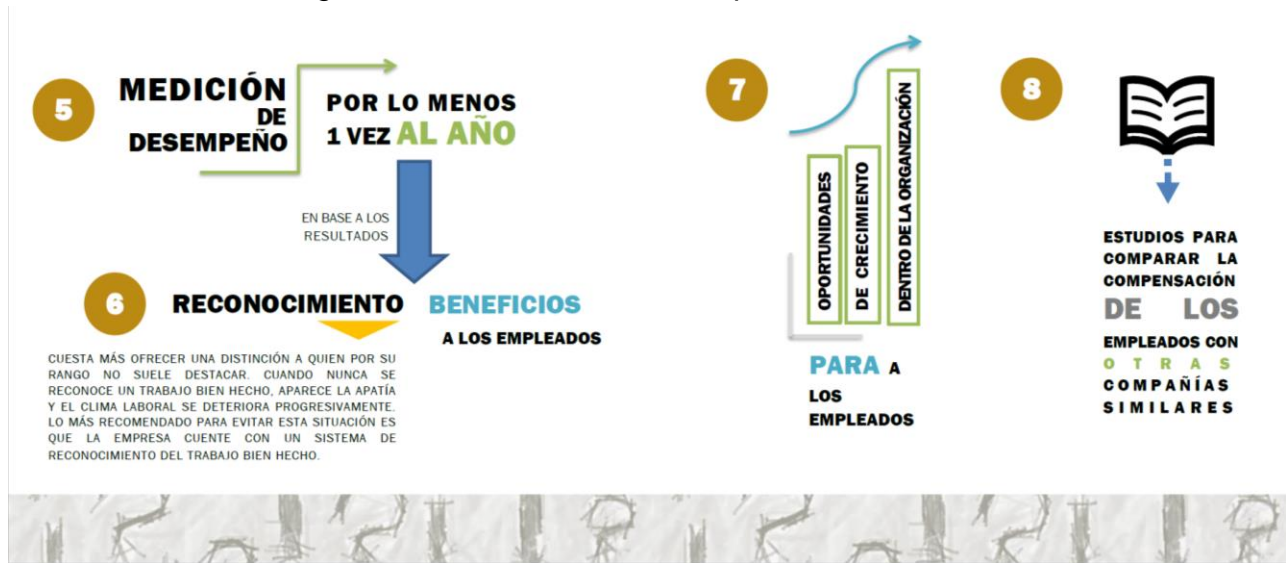 5
MEDICIÓN
DE
DESEMPEÑO
POR LO MENOS
1 VEZ AL AÑO
EN BASE A LOS
RESULTADOS
6
RECONOCIMIENTO BENEFICIOS
A LOS EMPLEADOS
CUESTA MÁS OFRECER UNA DISTINCIÓN A QUIEN POR SU
RANGO NO SUELE DESTACAR. CUANDO NUNCA SE
RECONOCE UN TRABAJO BIEN HECHO, APARECE LA APATÍA
Y EL CLIMA LABORAL SE DETERIORA PROGRESIVAMENTE.
LO MÁS RECOMENDADO PARA EVITAR ESTA SITUACIÓN ES
QUE LA EMPRESA CUENTE CON UN SISTEMA DE
RECONOCIMIENTO DEL TRABAJO BIEN HECHO.
7
OPORTUNIDADES
DE CRECIMIENTO
DENTRO DE LA ORGANIZACIÓN
PARA A
LOS
EMPLEADOS
8
ESTUDIOS PARA
COMPARAR LA
COMPENSACIÓN
DE LOS
EMPLEADOS CON
OTRAS
COMPAÑÍAS
SIMILARES